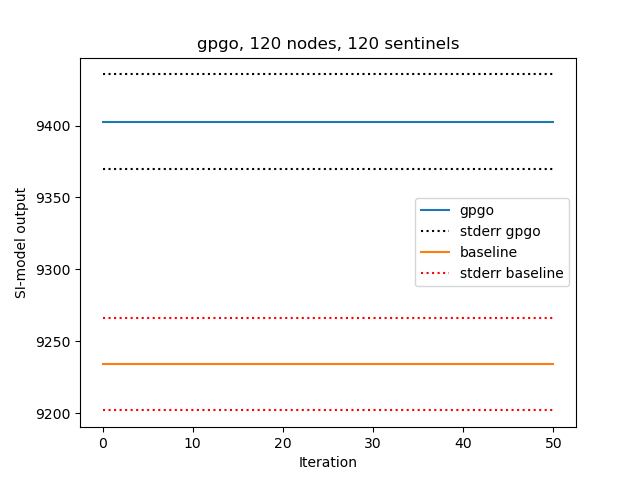 gpgo, 120 nodes, 120 sentinels
SI-model output
9400
9350
9300
9250
9200
gpgo
stderr gpgo
baseline
stderr baseline
0 10 20 30 40 50
Iteration